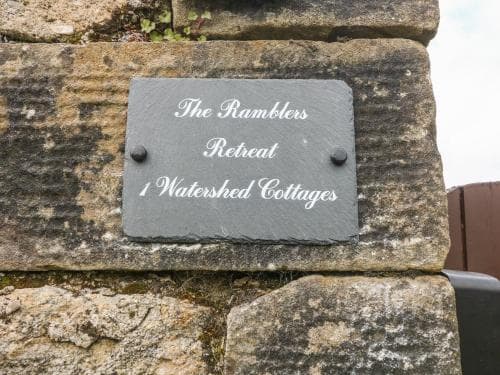 The Ramblers
Retreat
1 Watershed Cottages